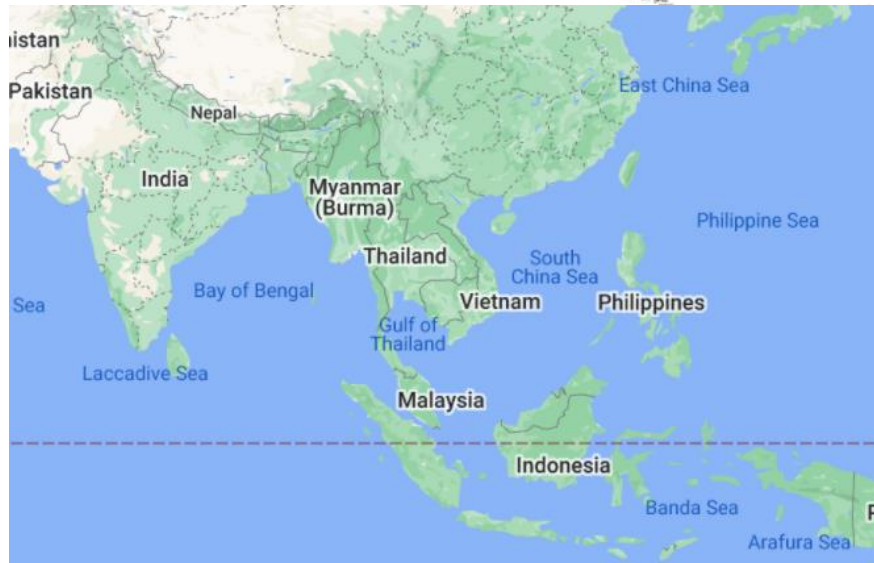 istan
Pakistan
East China Sea
Nepal
India
Myanmar
(Burma)
Philippine Sea
Thailand
South
China Sea
Bay of Bengal
Vietnam
Philippines
Sea
Gulf of
Thailand
Laccadive Sea
Malaysia
Indonesia
Banda Sea
P
Arafura Sea